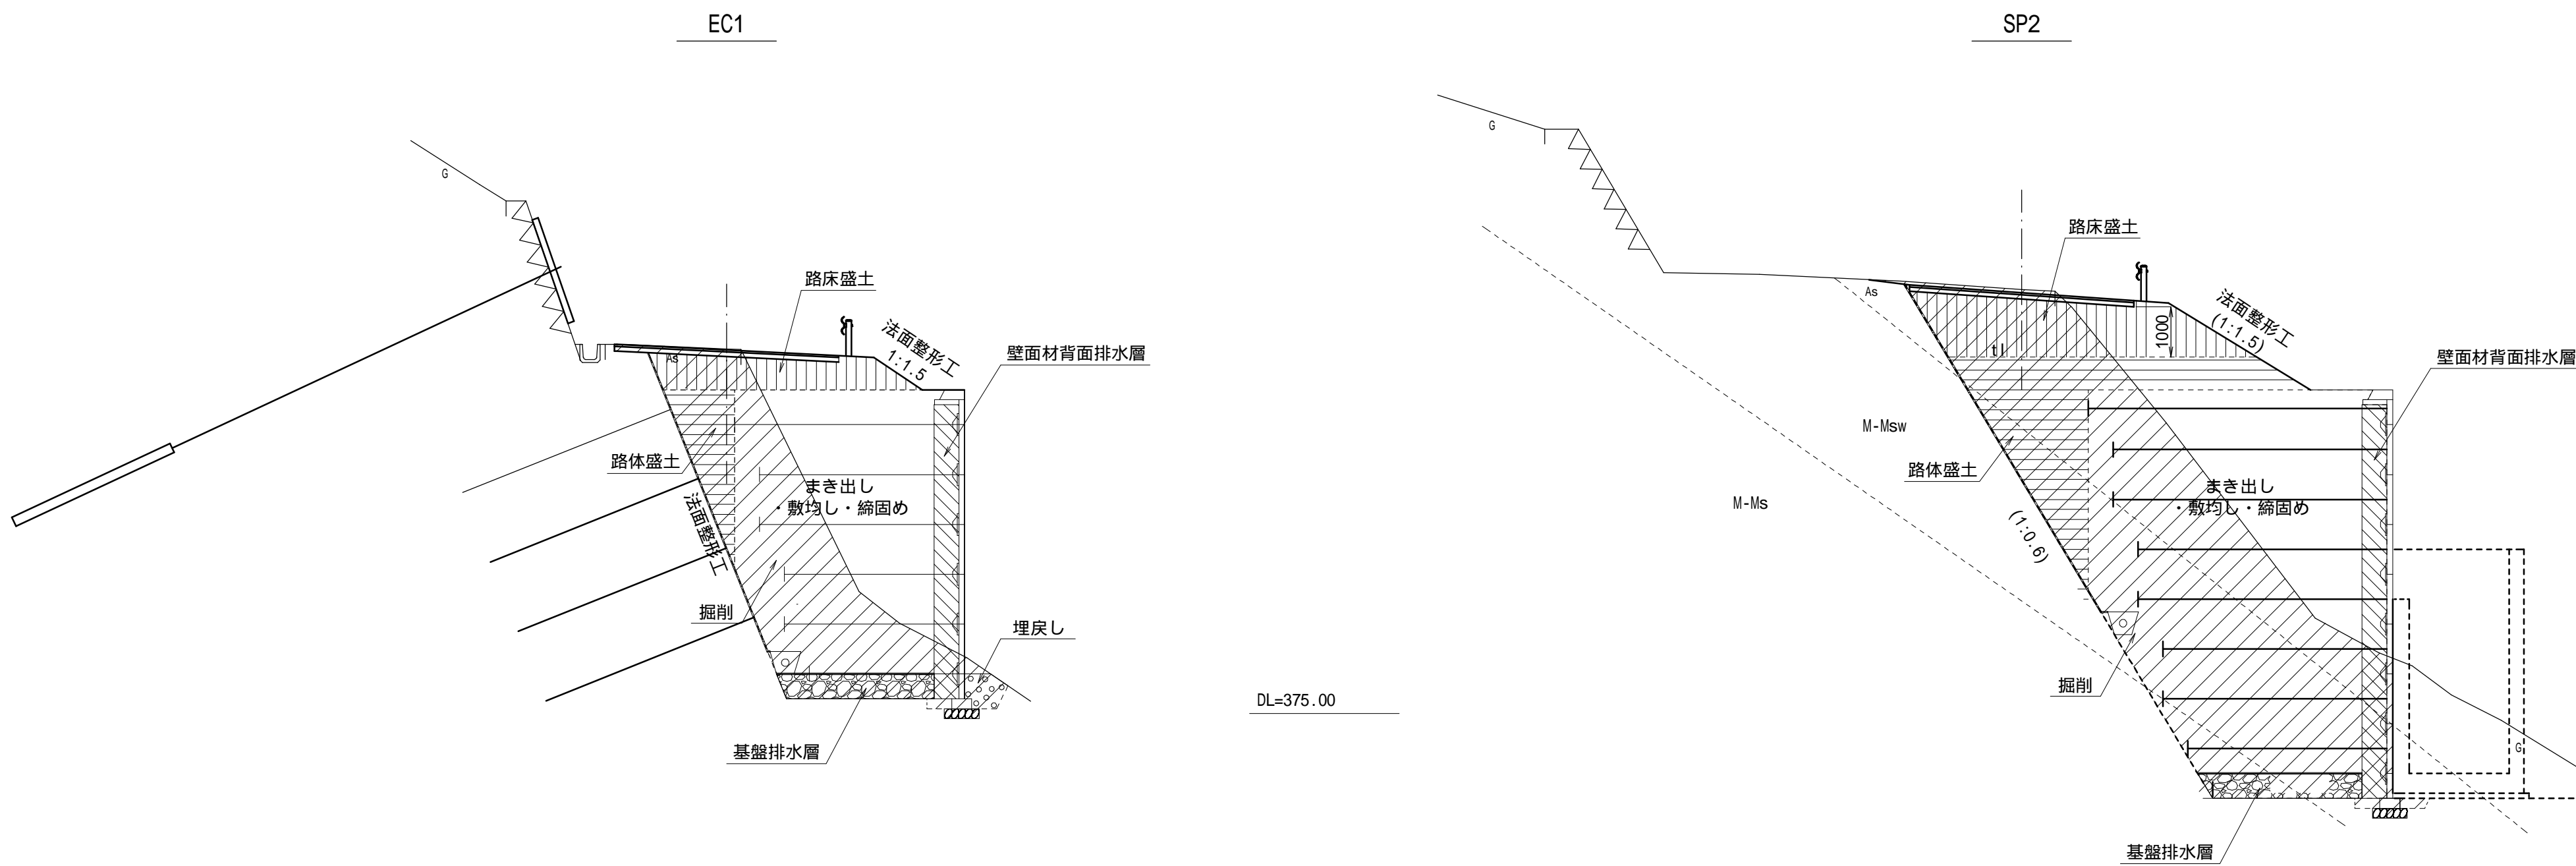 EC1
G
路床盛土
法面整形工
1:1.5
As
壁面材背面排水層
路体盛土
まき出し
・敷均し・締固め
法面整形工
掘削
埋戻し
基盤排水層
DL=375.00
SP2
G
路床盛土
法面整形工
(1:1.5)
As
1000
tl
壁面材背面排水層
M-Msw
路体盛土
M-Ms
まき出し
・敷均し・締固め
(1:0.6)
掘削
G
基盤排水層